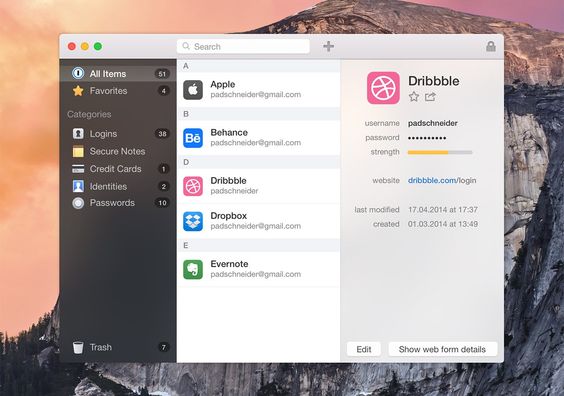 Search
All Items 51
Favorites 4
Categories
Logins 38
Secure Notes
Credit Cards 1
Identities 2
Passwords 10
Trash 7
A
Apple
padschneider@gmail.com
B
Bē
Behance
padschneider@gmail.com
D
Dribbble
padschneider
Dropbox
padschneider@gmail.com
E
Evernote
padschneider@gmail.com
Dribbble
username padschneider
password ••••••••••
strength
website dribbble.com/login
last modified 17.04.2014 at 17:37
created 01.03.2014 at 13:49
Edit
Show web form details